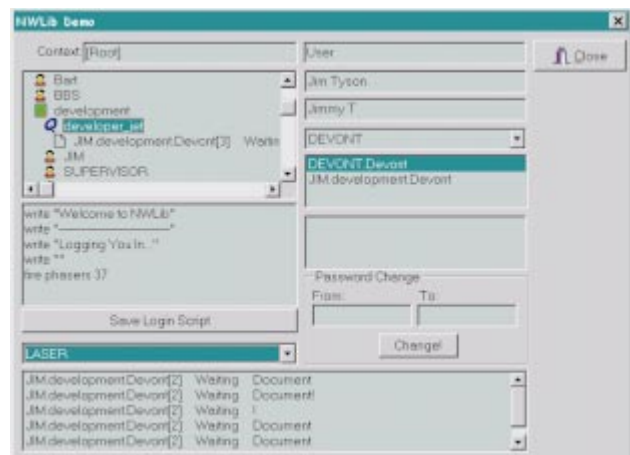 NWLib Demo
Context: [Root]
Bart
BBS
development
developer_jet
JIM.development.Devont[3] Waitin
JIM
SUPERVISOR
write "Welcome to NWLib"
write "--------------------"
write "Logging You In..."
write ""
fire phasers 37
Save Login Script
LASER
User
Jim Tyson
Jimmy T
DEVONT
DEVONT.Devont
JIM.development.Devont
Password Change
From:
To:
Change!
Close
JIM.development.Devont[2] Waiting Document
JIM.development.Devont[2] Waiting Document!
JIM.development.Devont[2] Waiting !
JIM.development.Devont[2] Waiting Document
JIM.development.Devont[2] Waiting Document